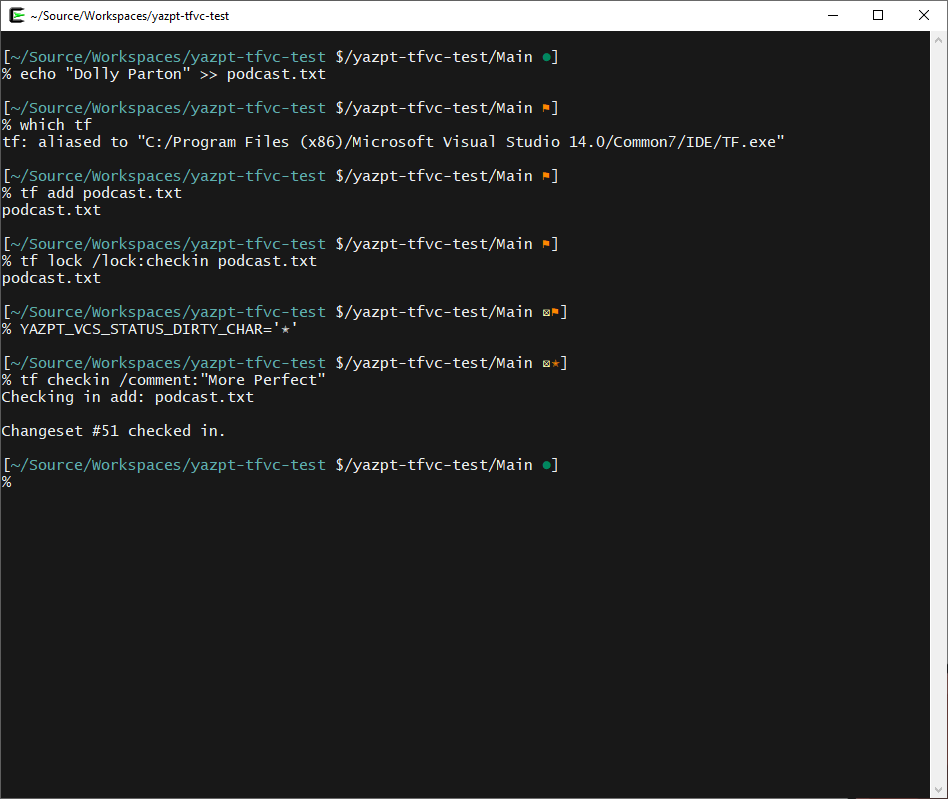 ~/Source/Workspaces/yazpt-tfvc-test
[~/Source/Workspaces/yazpt-tfvc-test $/yazpt-tfvc-test/Main ●]
% echo "Dolly Parton" >> podcast.txt
[~/Source/Workspaces/yazpt-tfvc-test $/yazpt-tfvc-test/Main ⚑]
% which tf
tf: aliased to "C:/Program Files (x86)/Microsoft Visual Studio 14.0/Common7/IDE/TF.exe"
[~/Source/Workspaces/yazpt-tfvc-test $/yazpt-tfvc-test/Main ⚑]
% tf add podcast.txt
podcast.txt
[~/Source/Workspaces/yazpt-tfvc-test $/yazpt-tfvc-test/Main ⚑]
% tf lock /lock:checkin podcast.txt
podcast.txt
[~/Source/Workspaces/yazpt-tfvc-test $/yazpt-tfvc-test/Main ⊠⚑]
% YAZPT_VCS_STATUS_DIRTY_CHAR='★'
[~/Source/Workspaces/yazpt-tfvc-test $/yazpt-tfvc-test/Main ⊠★]
% tf checkin /comment:"More Perfect"
Checking in add: podcast.txt
Changeset #51 checked in.
[~/Source/Workspaces/yazpt-tfvc-test $/yazpt-tfvc-test/Main ●]
%